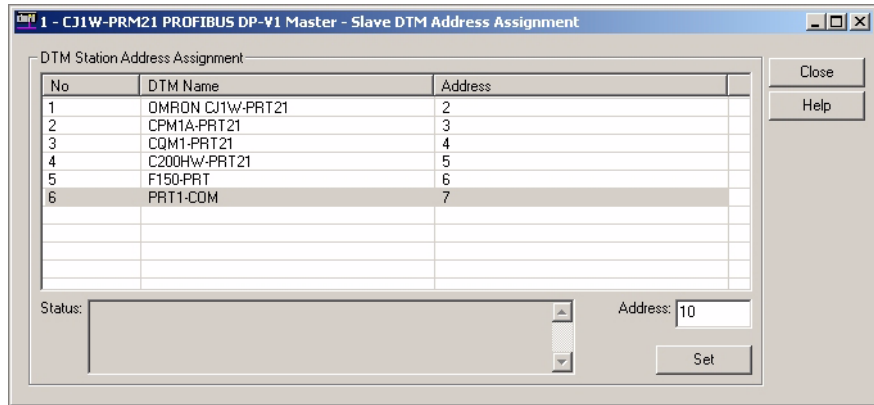 1 - CJ1W-PRM21 PROFIBUS DP-V1 Master - Slave DTM Address Assignment
DTM Station Address Assignment
Close
Help
No DTM Name Address
1 OMRON CJ1W-PRT21 2
2 CPM1A-PRT21 3
3 CQM1-PRT21 4
4 C200HW-PRT21 5
5 F150-PRT 6
6 PRT1-COM 7
Status:
Address: 10
Set